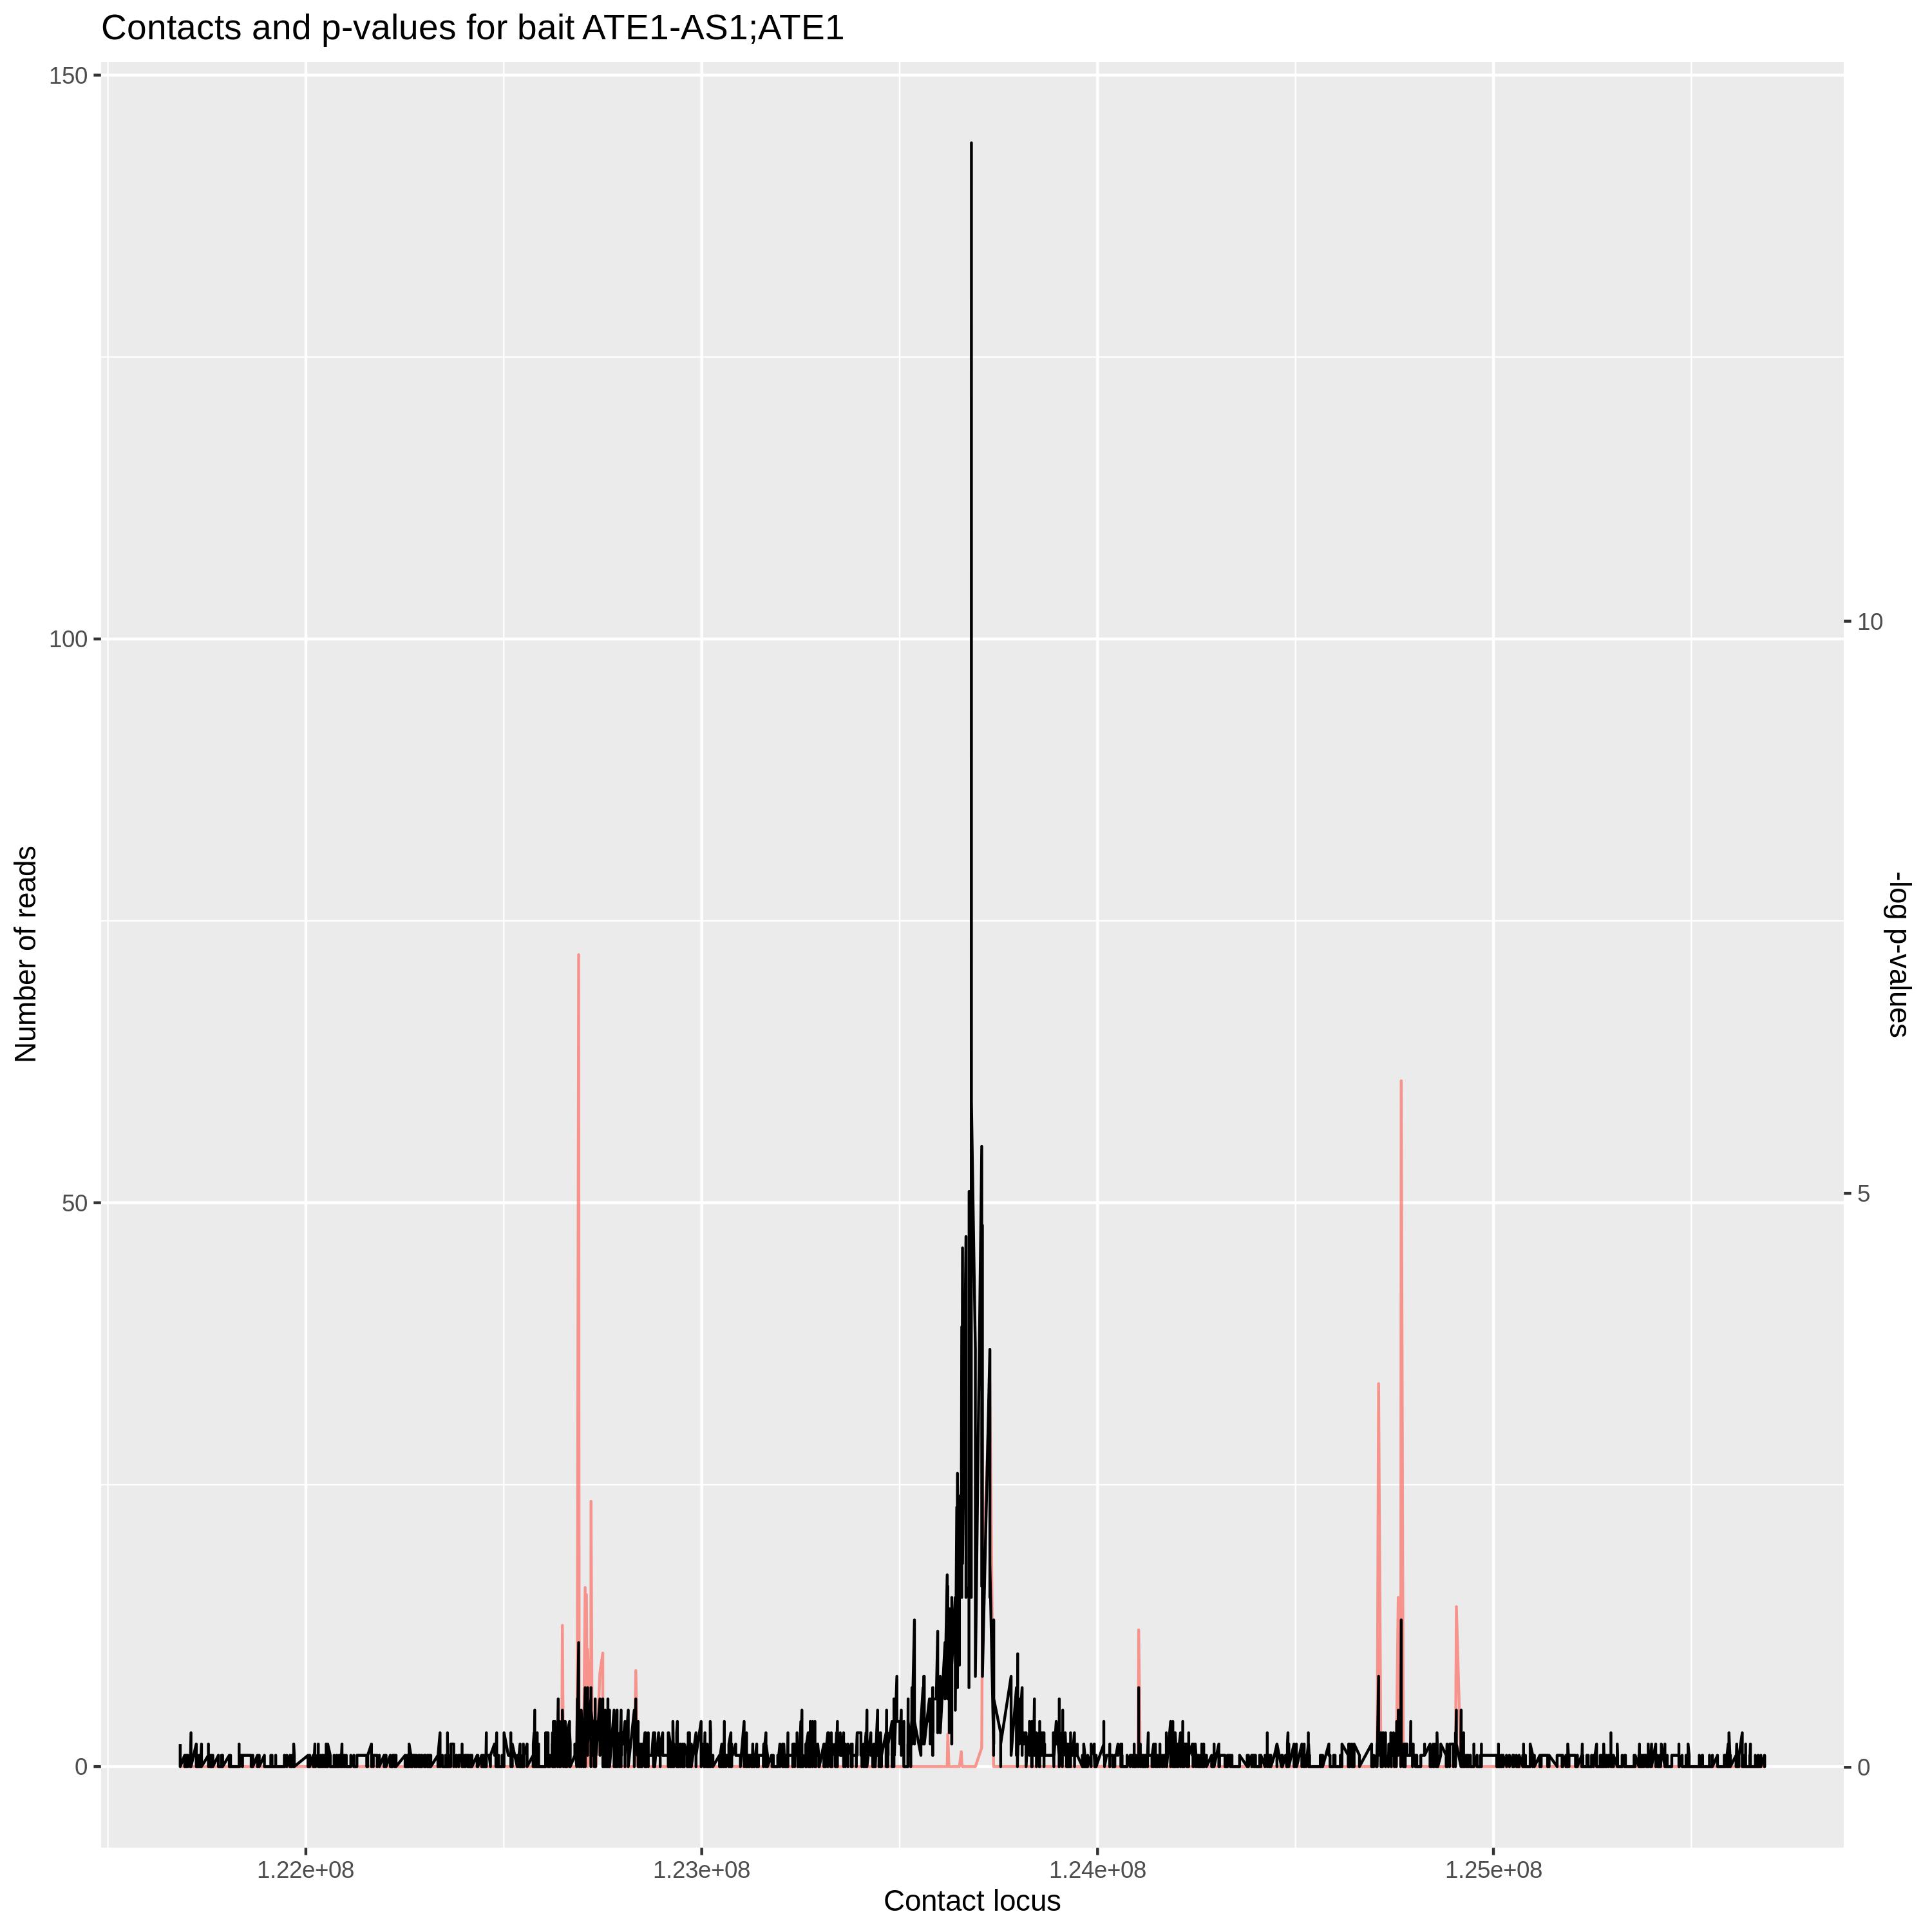 Contacts and p-values for bait ATE1-AS1;ATE1
150
100
50
0
Number of reads
10
5
0
-log p-values
1.22e+08
1.23e+08
1.24e+08
1.25e+08
Contact locus